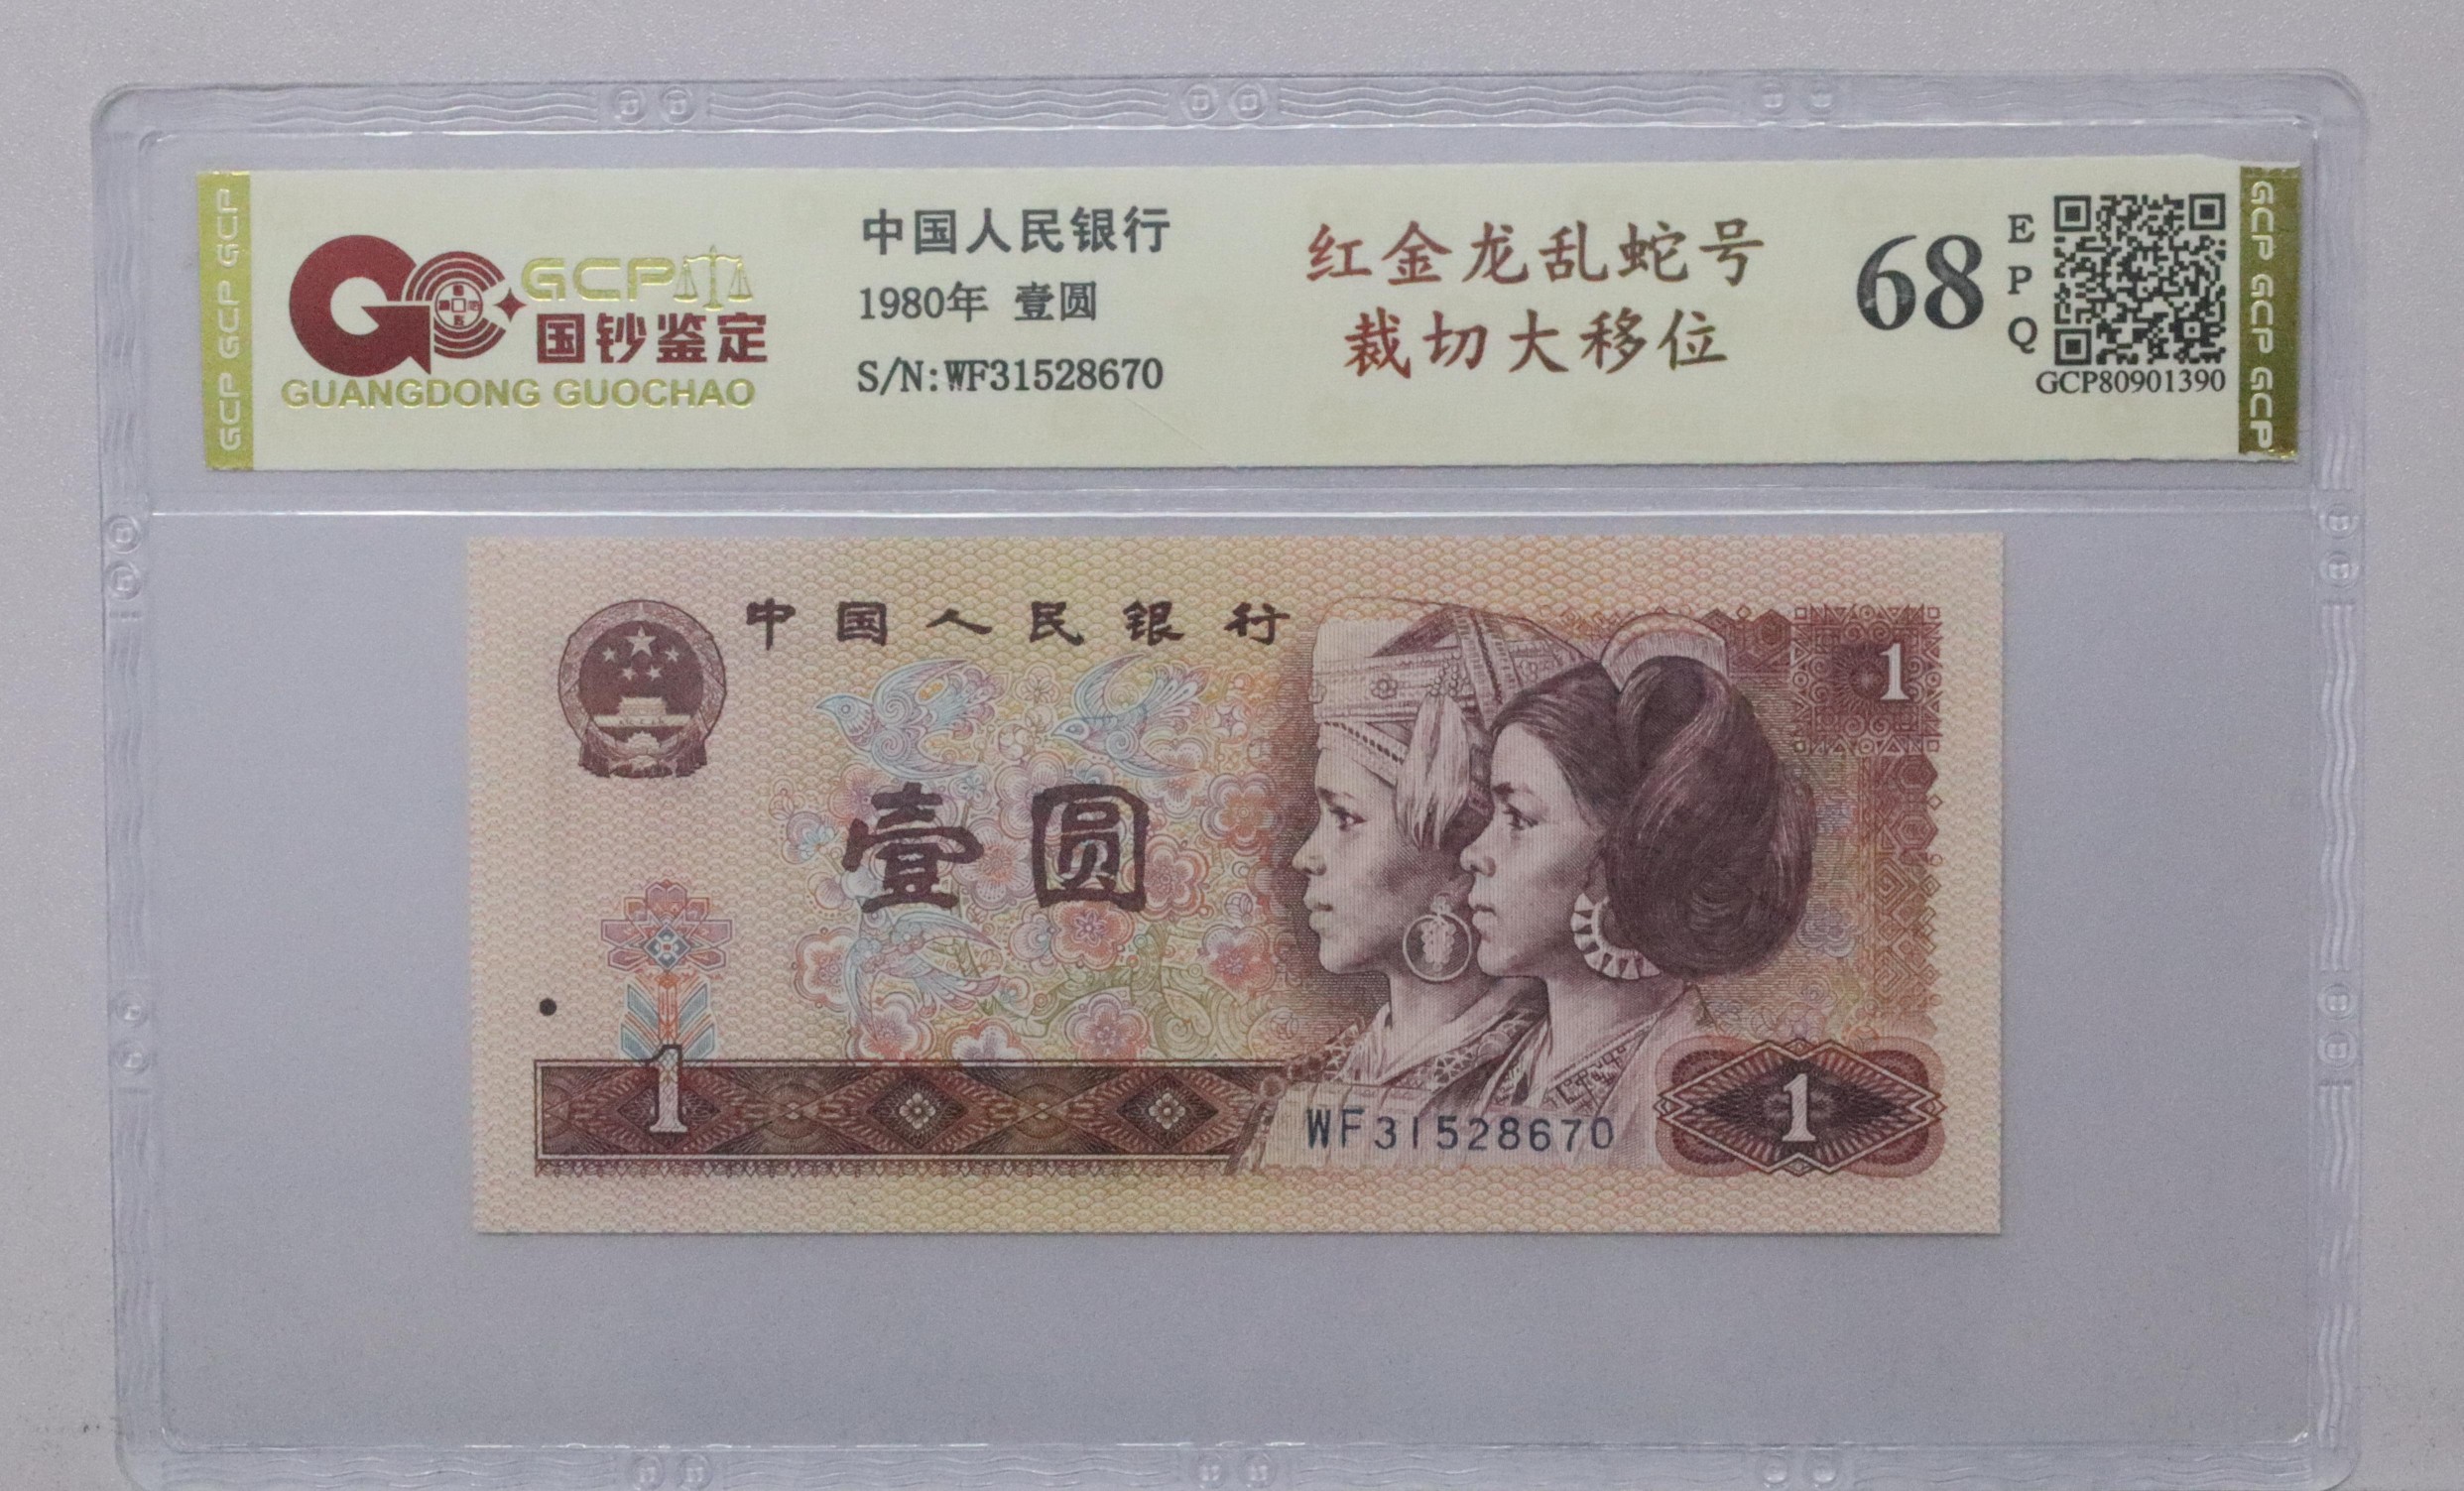 GCP GCP GCP
GCP
国钞鉴定
GUANGDONG GUOCHAO
中国人民银行
1980年 壹圆
S/N:WF31528670
红金龙乱蛇号
裁切大移位
68
E
P
Q
GCP80901390
GCP GCP GCP
中国人民银行
1
壹圆
1
WF31528670
1